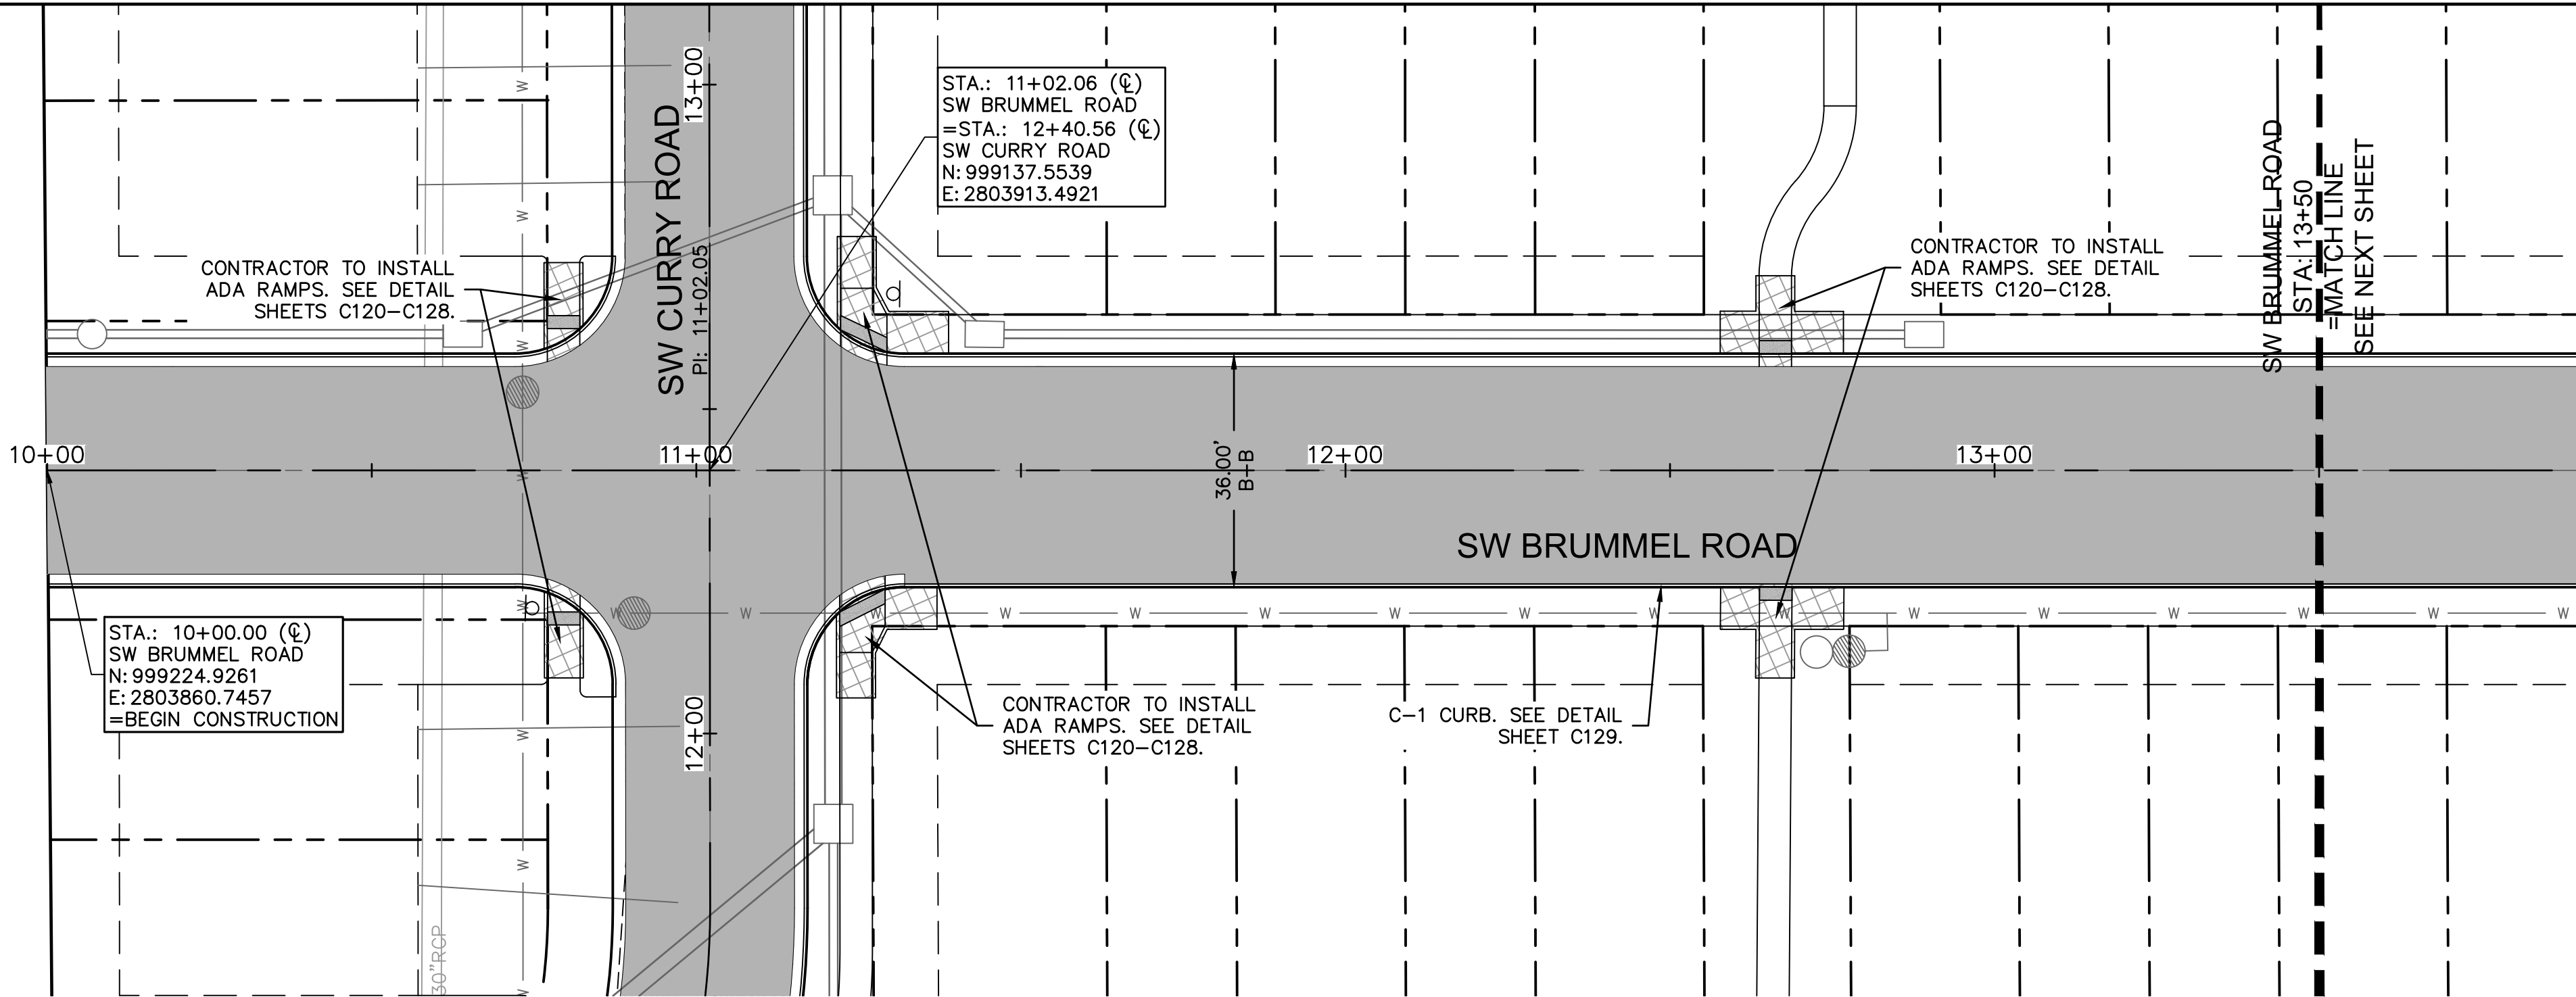 13+00
SW CURRY ROAD
PI: 11+02.05
STA.: 11+02.06 (℄)
SW BRUMMEL ROAD
=STA.: 12+40.56 (℄)
SW CURRY ROAD
N: 999137.5539
E: 2803913.4921
CONTRACTOR TO INSTALL
ADA RAMPS. SEE DETAIL
SHEETS C120-C128.
CONTRACTOR TO INSTALL
ADA RAMPS. SEE DETAIL
SHEETS C120-C128.
SW BRUMMEL ROAD
STA: 13+50
=MATCH LINE
SEE NEXT SHEET
10+00
11+00
12+00
13+00
36.00'
B-B
SW BRUMMEL ROAD
STA.: 10+00.00 (℄)
SW BRUMMEL ROAD
N: 999224.9261
E: 2803860.7457
=BEGIN CONSTRUCTION
12+00
CONTRACTOR TO INSTALL
ADA RAMPS. SEE DETAIL
SHEETS C120-C128.
C-1 CURB. SEE DETAIL
SHEET C129.
30"RCP
W W W W W W W
W W W W W W W W W W W W W W W W